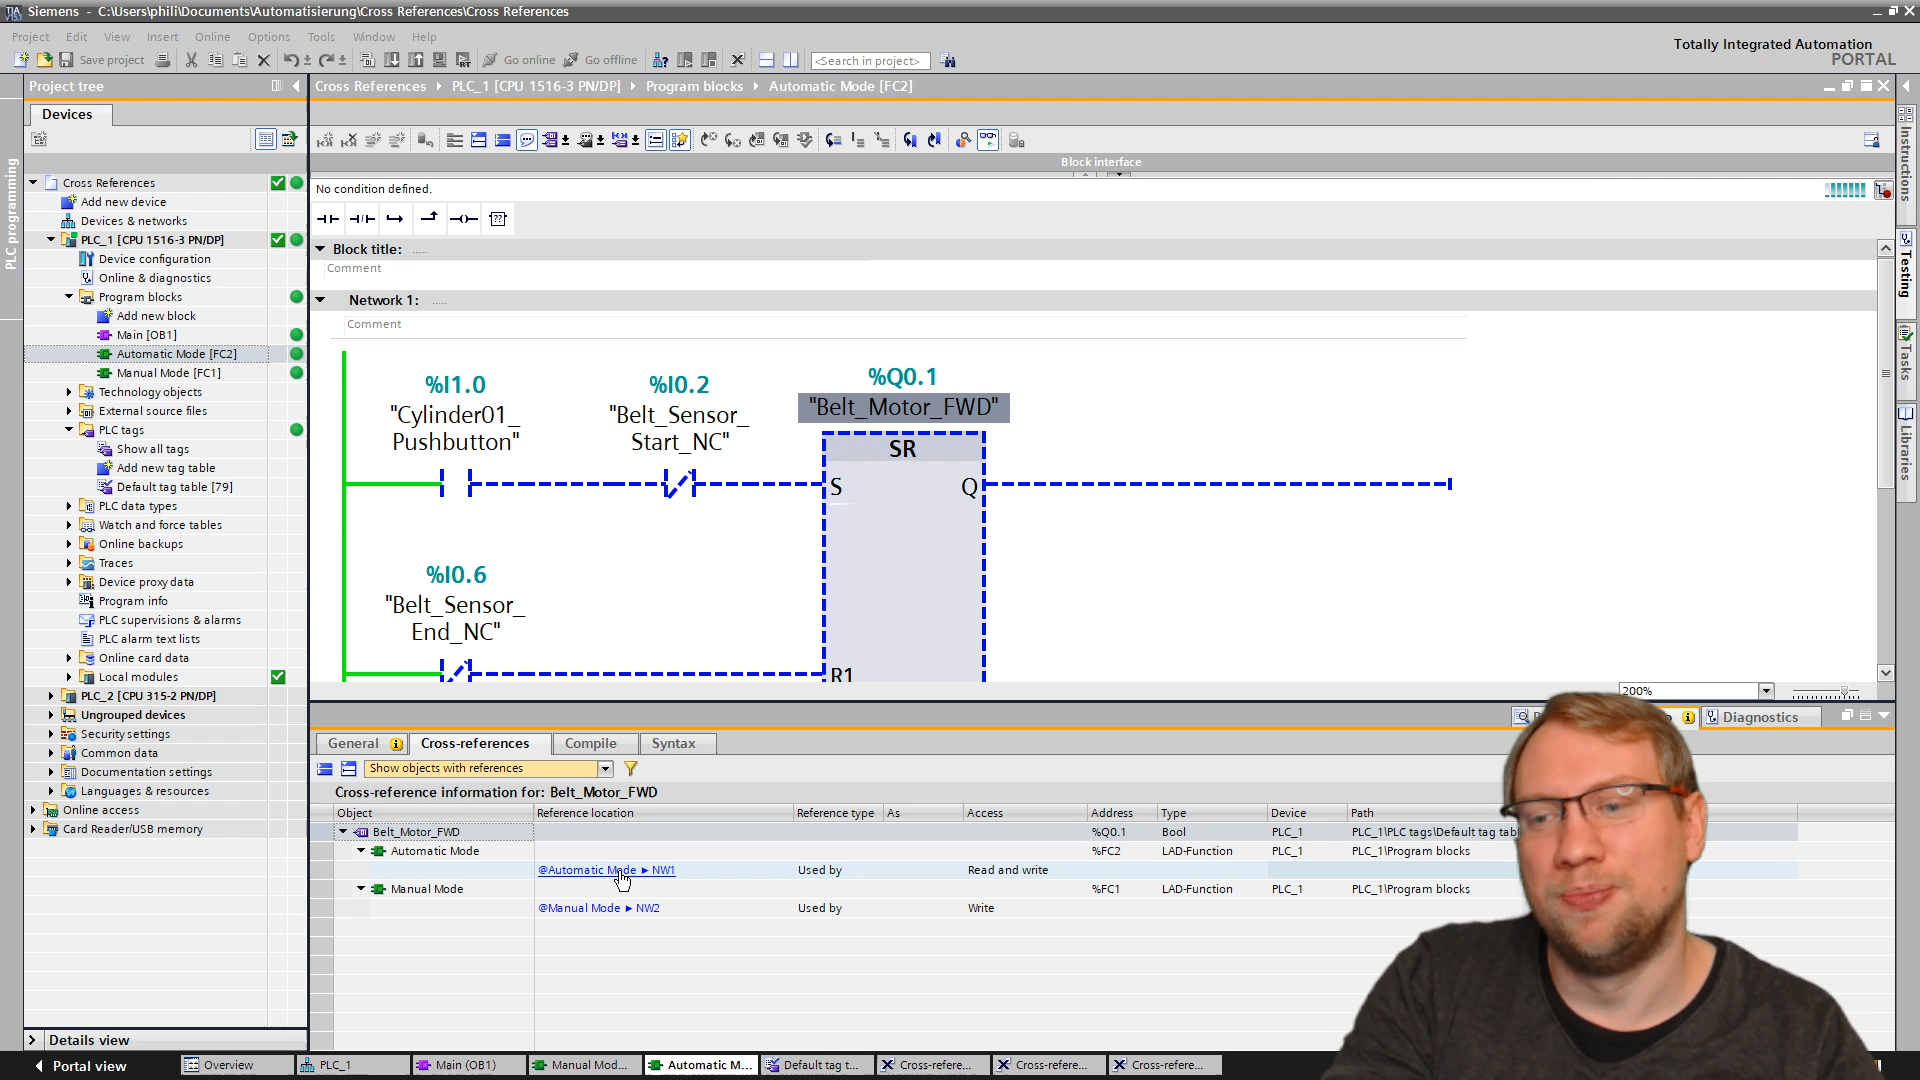 Siemens - C:\Users\phili\Documents\Automatisierung\Cross References\Cross References
Project Edit View Insert Online Options Tools Window Help
Totally Integrated Automation
PORTAL
Save project
Go online
Go offline
<Search in project>
Project tree
Cross References ▸ PLC_1 [CPU 1516-3 PN/DP] ▸ Program blocks ▸ Automatic Mode [FC2]
Devices
PLC programming
Block interface
No condition defined.
Cross References
Add new device
Devices & networks
PLC_1 [CPU 1516-3 PN/DP]
Device configuration
Online & diagnostics
Program blocks
Add new block
Main [OB1]
Automatic Mode [FC2]
Manual Mode [FC1]
Technology objects
External source files
PLC tags
Show all tags
Add new tag table
Default tag table [79]
PLC data types
Watch and force tables
Online backups
Traces
Device proxy data
Program info
PLC supervisions & alarms
PLC alarm text lists
Online card data
Local modules
PLC_2 [CPU 315-2 PN/DP]
Ungrouped devices
Security settings
Common data
Documentation settings
Languages & resources
Online access
Card Reader/USB memory
Details view
Block title: .....
Comment
Network 1: .....
Comment
%I1.0
"Cylinder01_
Pushbutton"
%I0.2
"Belt_Sensor_
Start_NC"
%Q0.1
"Belt_Motor_FWD"
SR
S
Q
%I0.6
"Belt_Sensor_
End_NC"
R1
200%
Instructions
Testing
Tasks
Libraries
Diagnostics
General
Cross-references
Compile
Syntax
Show objects with references
Cross-reference information for: Belt_Motor_FWD
Object Reference location Reference type As Access Address Type Device Path
Belt_Motor_FWD %Q0.1 Bool PLC_1 PLC_1\PLC tags\Default tag tabl
Automatic Mode %FC2 LAD-Function PLC_1 PLC_1\Program blocks
@Automatic Mode ▸ NW1 Used by Read and write
Manual Mode %FC1 LAD-Function PLC_1 PLC_1\Program blocks
@Manual Mode ▸ NW2 Used by Write
Portal view
Overview
PLC_1
Main (OB1)
Manual Mod...
Automatic M...
Default tag t...
Cross-refere...
Cross-refere...
Cross-refere...